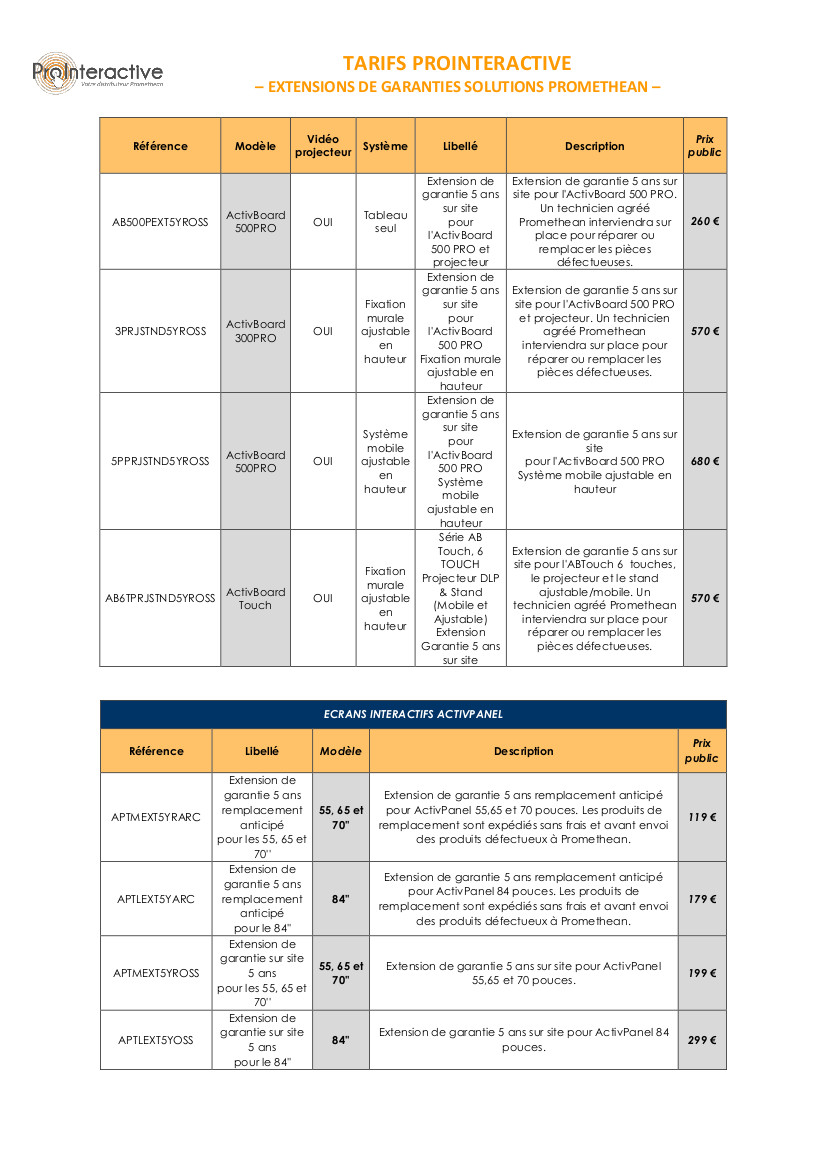 ProInteractive
Votre distributeur Promethean
TARIFS PROINTERACTIVE
– EXTENSIONS DE GARANTIES SOLUTIONS PROMETHEAN –
Référence
Modèle
Vidéo
projecteur
Système
Libellé
Description
Prix
public
AB500PEXT5YROSS
ActivBoard
500PRO
OUI
Tableau
seul
Extension de
garantie 5 ans
sur site
pour
l'ActivBoard
500 PRO et
projecteur
Extension de garantie 5 ans sur
site pour l'ActivBoard 500 PRO.
Un technicien agréé
Promethean interviendra sur
place pour réparer ou
remplacer les pièces
défectueuses.
260 €
3PRJSTND5YROSS
ActivBoard
300PRO
OUI
Fixation
murale
ajustable
en
hauteur
Extension de
garantie 5 ans
sur site
pour
l'ActivBoard
500 PRO
Fixation murale
ajustable en
hauteur
Extension de garantie 5 ans sur
site pour l'ActivBoard 500 PRO
et projecteur. Un technicien
agréé Promethean
interviendra sur place pour
réparer ou remplacer les
pièces défectueuses.
570 €
5PPRJSTND5YROSS
ActivBoard
500PRO
OUI
Système
mobile
ajustable
en
hauteur
Extension de
garantie 5 ans
sur site
pour
l'ActivBoard
500 PRO
Système
mobile
ajustable en
hauteur
Extension de garantie 5 ans sur
site
pour l'ActivBoard 500 PRO
Système mobile ajustable en
hauteur
680 €
AB6TPRJSTND5YROSS
ActivBoard
Touch
OUI
Fixation
murale
ajustable
en
hauteur
Série AB
Touch, 6
TOUCH
Projecteur DLP
& Stand
(Mobile et
Ajustable)
Extension
Garantie 5 ans
sur site
Extension de garantie 5 ans sur
site pour l'ABTouch 6 touches,
le projecteur et le stand
ajustable/mobile. Un
technicien agréé Promethean
interviendra sur place pour
réparer ou remplacer les
pièces défectueuses.
570 €
ECRANS INTERACTIFS ACTIVPANEL
Référence
Libellé
Modèle
Description
Prix
public
APTMEXT5YRARC
Extension de
garantie 5 ans
remplacement
anticipé
pour les 55, 65 et
70''
55, 65 et
70"
Extension de garantie 5 ans remplacement anticipé
pour ActivPanel 55,65 et 70 pouces. Les produits de
remplacement sont expédiés sans frais et avant envoi
des produits défectueux à Promethean.
119 €
APTLEXT5YARC
Extension de
garantie 5 ans
remplacement
anticipé
pour le 84"
84"
Extension de garantie 5 ans remplacement anticipé
pour ActivPanel 84 pouces. Les produits de
remplacement sont expédiés sans frais et avant envoi
des produits défectueux à Promethean.
179 €
APTMEXT5YROSS
Extension de
garantie sur site
5 ans
pour les 55, 65 et
70''
55, 65 et
70"
Extension de garantie 5 ans sur site pour ActivPanel
55,65 et 70 pouces.
199 €
APTLEXT5YOSS
Extension de
garantie sur site
5 ans
pour le 84"
84"
Extension de garantie 5 ans sur site pour ActivPanel 84
pouces.
299 €